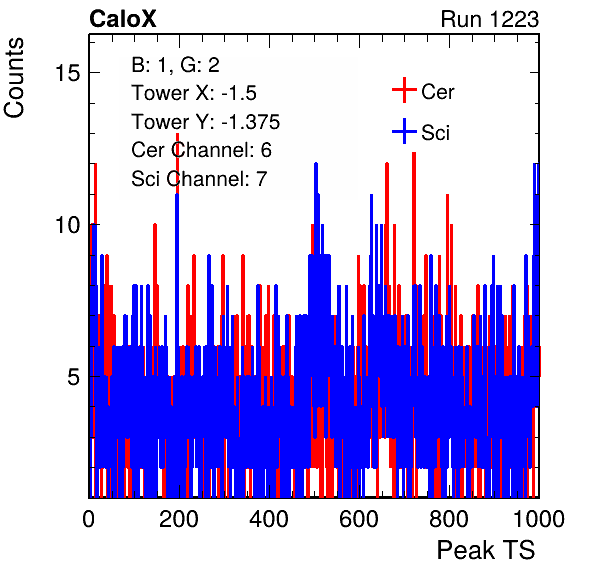 CaloX Run 1223
Counts
B: 1, G: 2
Tower X: -1.5
Tower Y: -1.375
Cer Channel: 6
Sci Channel: 7
Cer
Sci
15
10
5
0 200 400 600 800 1000
Peak TS